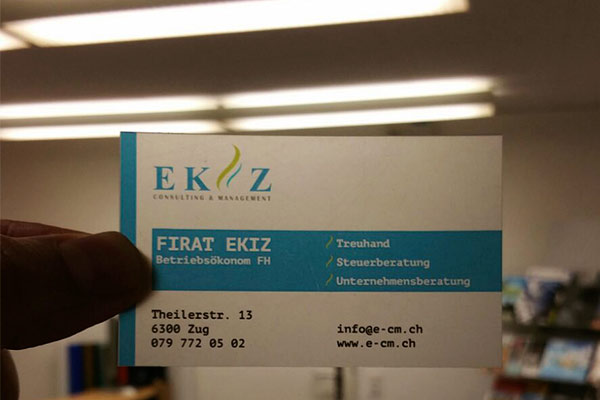 EKIZ
CONSULTING & MANAGEMENT
FIRAT EKIZ
Betriebsökonom FH
Treuhand
Steuerberatung
Unternehmensberatung
Theilerstr. 13
6300 Zug
079 772 05 02
info@e-cm.ch
www.e-cm.ch